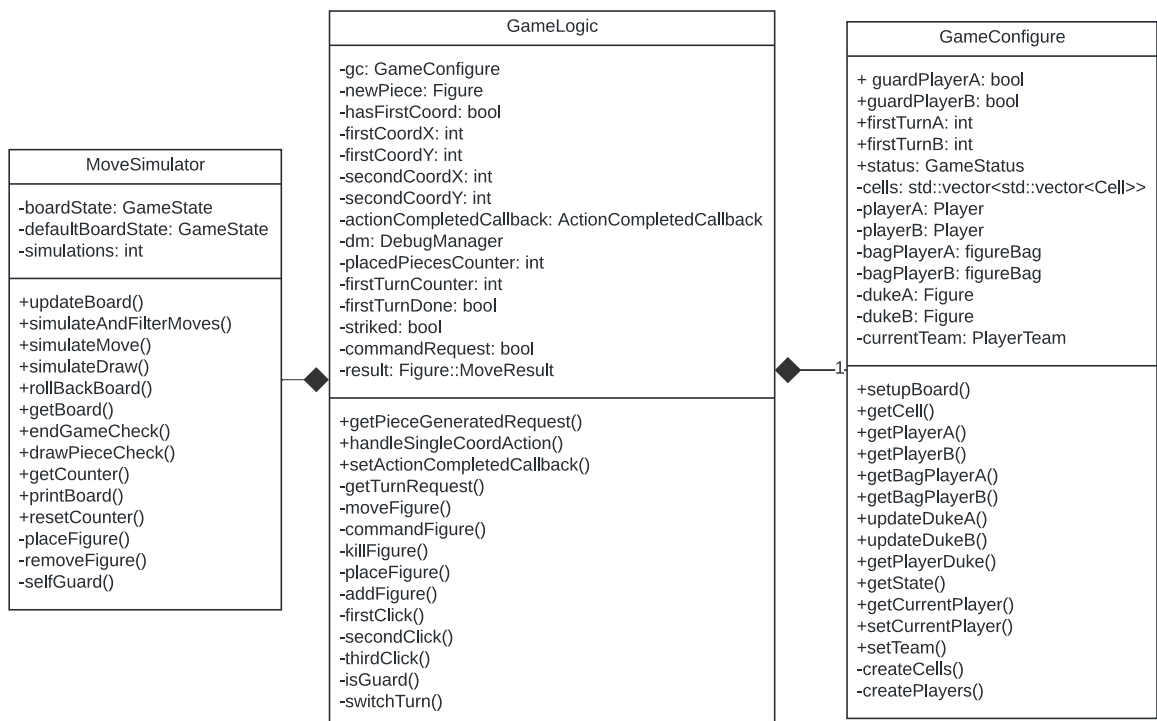 MoveSimulator
-boardState: GameState
-defaultBoardState: GameState
-simulations: int
+updateBoard()
+simulateAndFilterMoves()
+simulateMove()
+simulateDraw()
+rollBackBoard()
+getBoard()
+endGameCheck()
+drawPieceCheck()
+getCounter()
+printBoard()
+resetCounter()
-placeFigure()
-removeFigure()
-selfGuard()
GameLogic
-gc: GameConfigure
-newPiece: Figure
-hasFirstCoord: bool
-firstCoordX: int
-firstCoordY: int
-secondCoordX: int
-secondCoordY: int
-actionCompletedCallback: ActionCompletedCallback
-dm: DebugManager
-placedPiecesCounter: int
-firstTurnCounter: int
-firstTurnDone: bool
-striked: bool
-commandRequest: bool
-result: Figure::MoveResult
+getPieceGeneratedRequest()
+handleSingleCoordAction()
+setActionCompletedCallback()
-getTurnRequest()
-moveFigure()
-commandFigure()
-killFigure()
-placeFigure()
-addFigure()
-firstClick()
-secondClick()
-thirdClick()
-isGuard()
-switchTurn()
1
GameConfigure
+ guardPlayerA: bool
+guardPlayerB: bool
+firstTurnA: int
+firstTurnB: int
+status: GameStatus
-cells: std::vector<std::vector<Cell>>
-playerA: Player
-playerB: Player
-bagPlayerA: figureBag
-bagPlayerB: figureBag
-dukeA: Figure
-dukeB: Figure
-currentTeam: PlayerTeam
+setupBoard()
+getCell()
+getPlayerA()
+getPlayerB()
+getBagPlayerA()
+getBagPlayerB()
+updateDukeA()
+updateDukeB()
+getPlayerDuke()
+getState()
+getCurrentPlayer()
+setCurrentPlayer()
+setTeam()
-createCells()
-createPlayers()